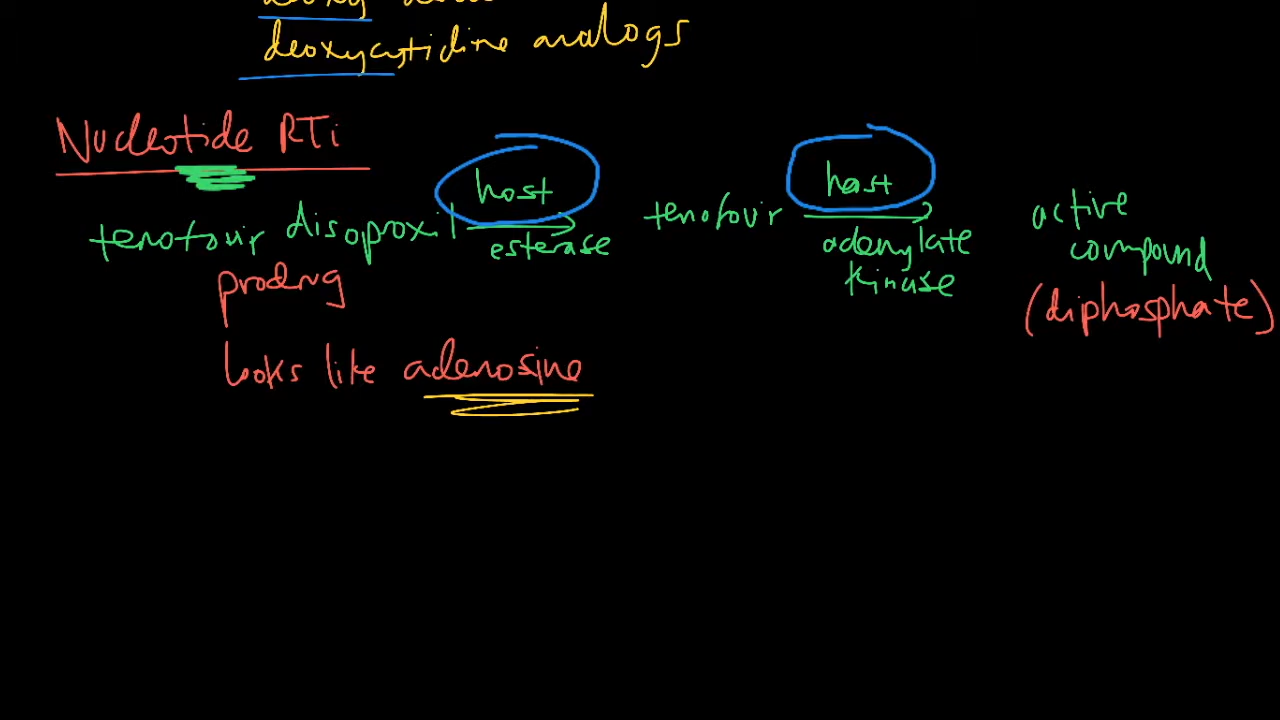 deoxycytidine analogs
Nucleotide RTi
tenofovir disoproxil host esterase tenofovir host adenylate kinase active compound
prodrug (diphosphate)
looks like adenosine